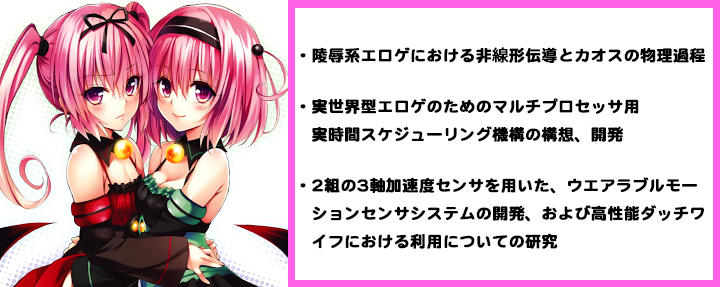 ・陵辱系エロゲにおける非線形伝導とカオスの物理過程
・実世界型エロゲのためのマルチプロセッサ用
実時間スケジューリング機構の構想、開発
・2組の3軸加速度センサを用いた、ウエアラブルモー
ションセンサシステムの開発、および高性能ダッチワ
イフにおける利用についての研究